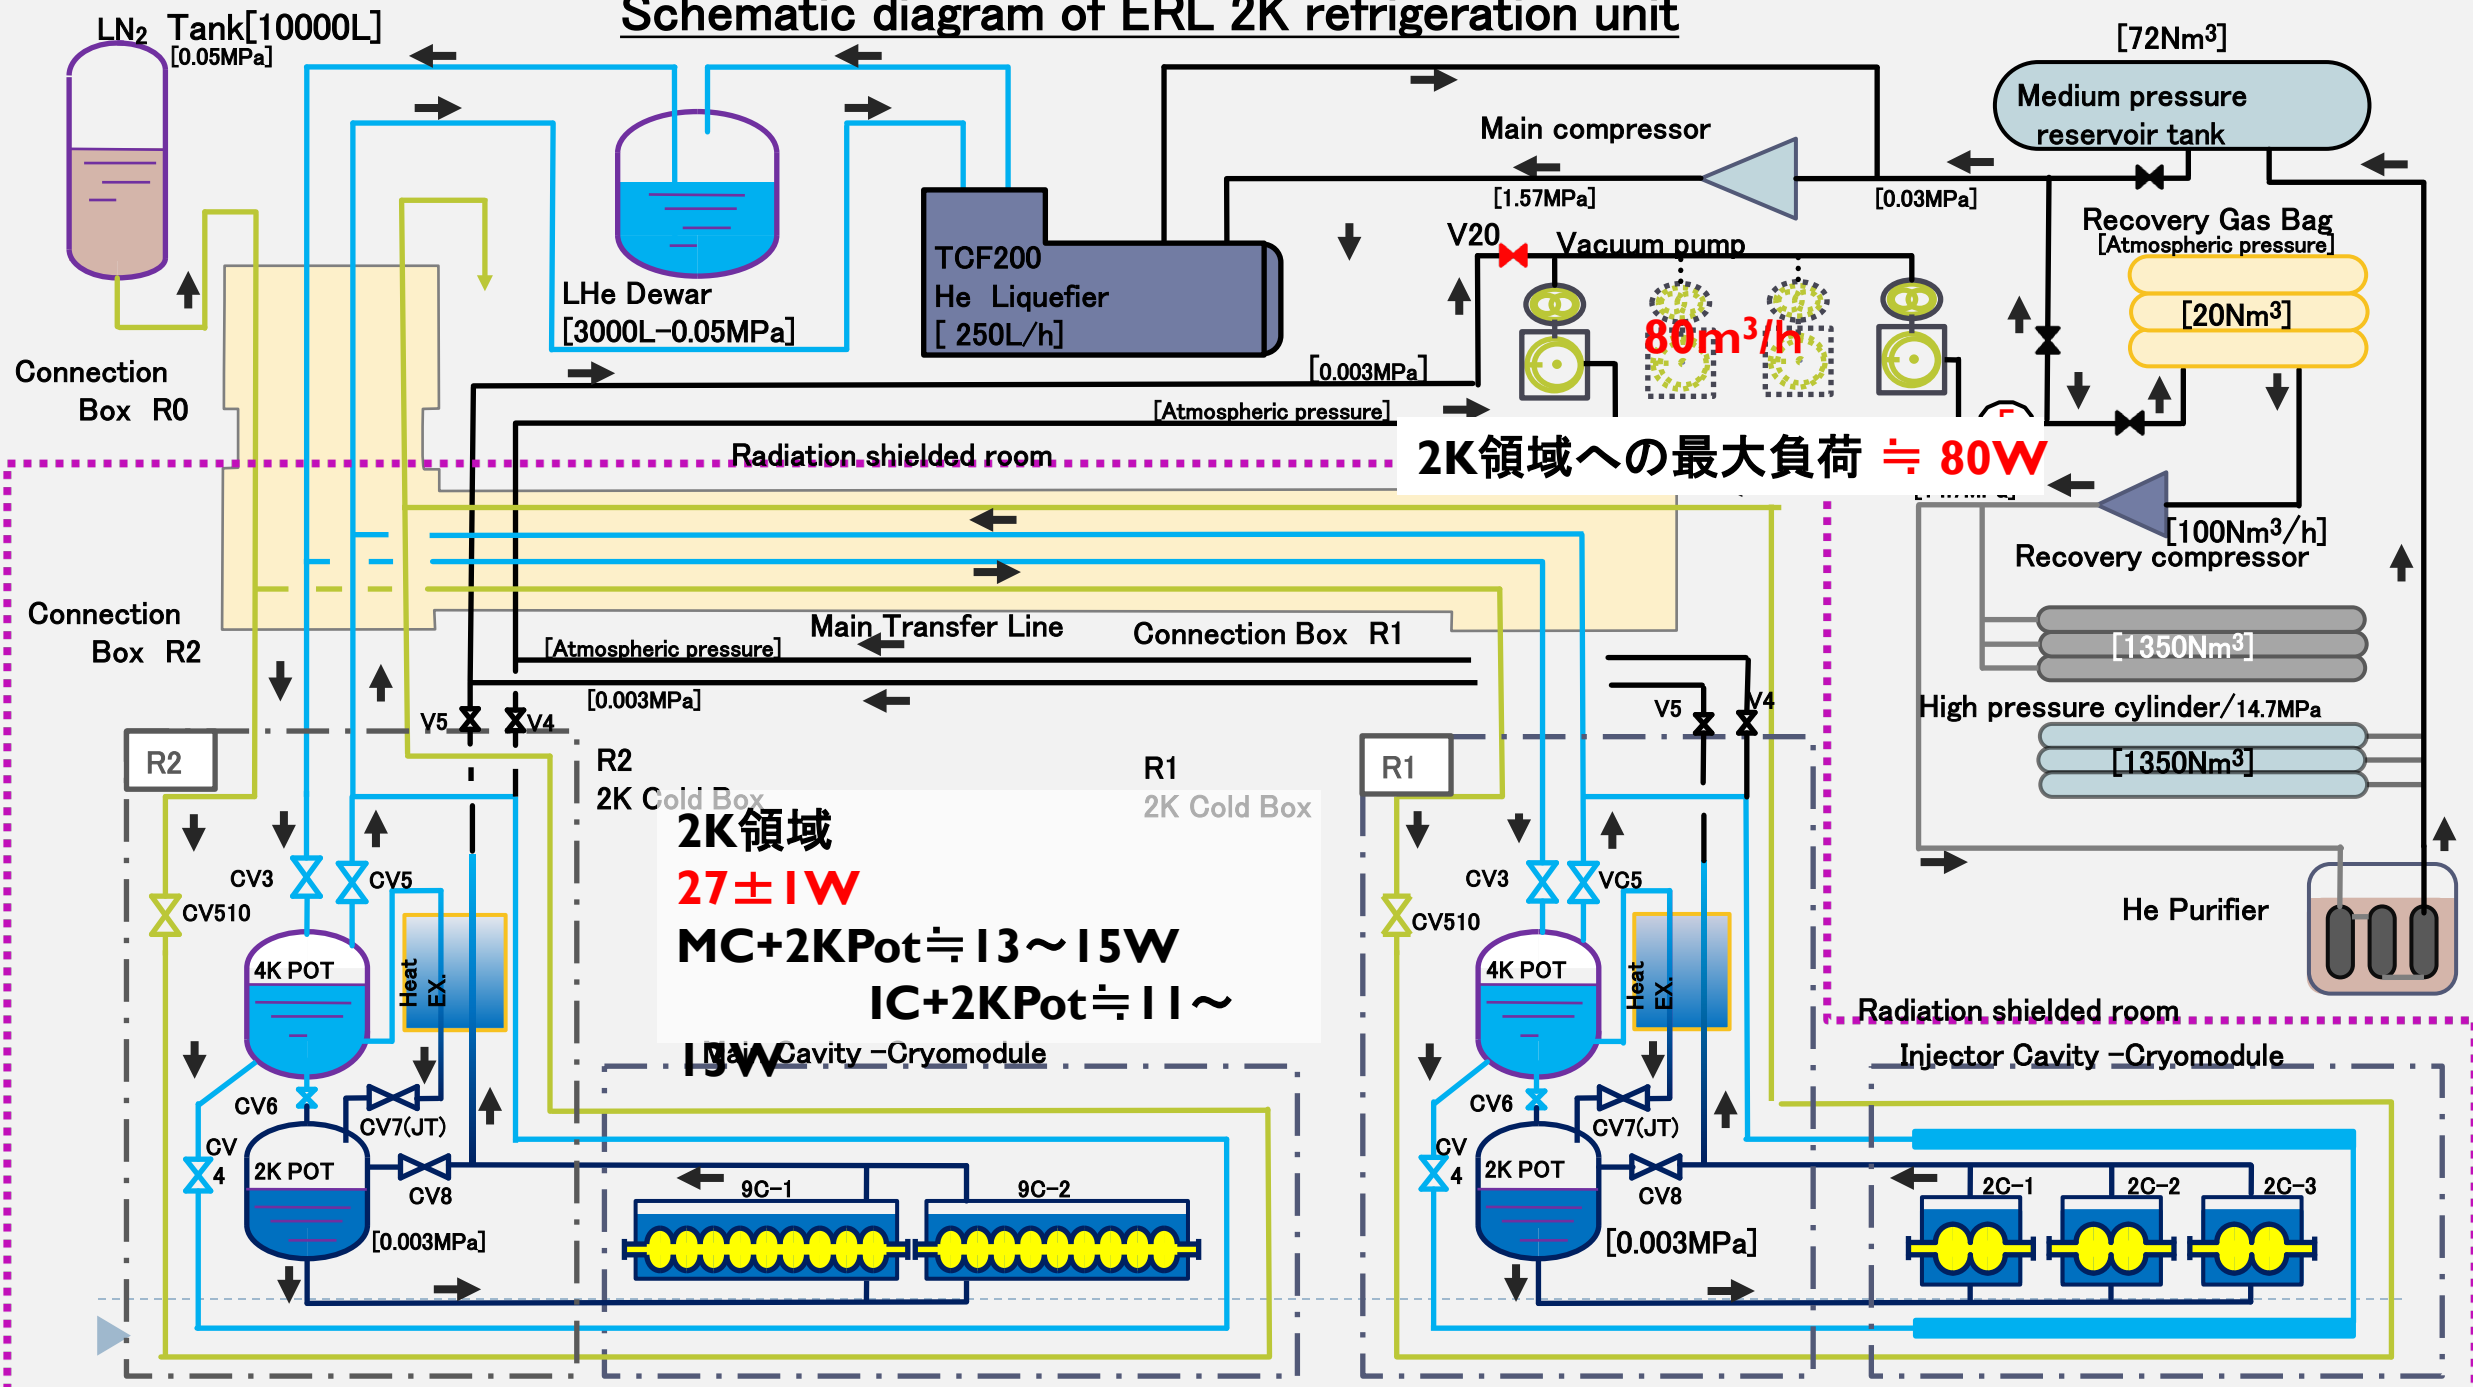 Schematic diagram of ERL 2K refrigeration unit
LN2 Tank[10000L]
[0.05MPa]
[72Nm3]
Medium pressure
reservoir tank
Main compressor
[1.57MPa]
[0.03MPa]
Recovery Gas Bag
[Atmospheric pressure]
[20Nm3]
V20
Vacuum pump
80m3/h
TCF200
He Liquefier
[ 250L/h]
LHe Dewar
[3000L-0.05MPa]
Connection
Box R0
[0.003MPa]
[Atmospheric pressure]
Radiation shielded room
2K領域への最大負荷 ≒ 80W
[100Nm3/h]
Recovery compressor
Connection
Box R2
Main Transfer Line
Connection Box R1
[Atmospheric pressure]
[0.003MPa]
[1350Nm3]
High pressure cylinder/14.7MPa
[1350Nm3]
V5
V4
V5
V4
R2
R2
2K Cold Box
R1
2K Cold Box
R1
2K領域
27±1W
MC+2KPot≒13～15W
IC+2KPot≒11～
13W
CV3
CV5
CV510
4K POT
Heat
EX.
CV6
CV7(JT)
CV
4
2K POT
CV8
[0.003MPa]
Main Cavity -Cryomodule
9C-1
9C-2
CV3
VC5
CV510
4K POT
Heat
EX.
CV6
CV7(JT)
CV
4
2K POT
CV8
[0.003MPa]
He Purifier
Radiation shielded room
Injector Cavity -Cryomodule
2C-1
2C-2
2C-3